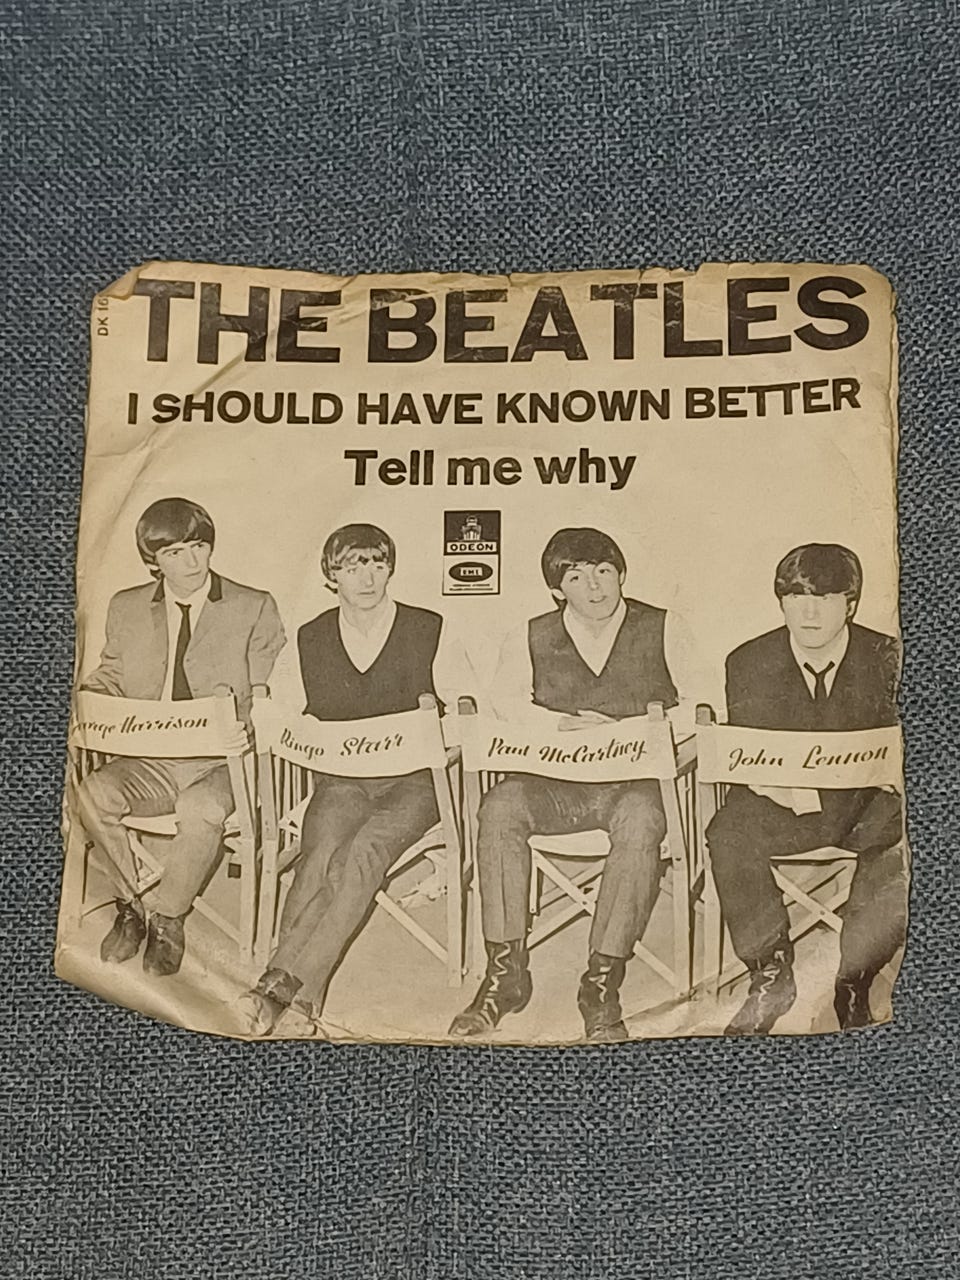 DK 16
THE BEATLES
I SHOULD HAVE KNOWN BETTER
Tell me why
ODEON
EMI
Harrison
Ringo Starr
Paul McCartney
John Lennon